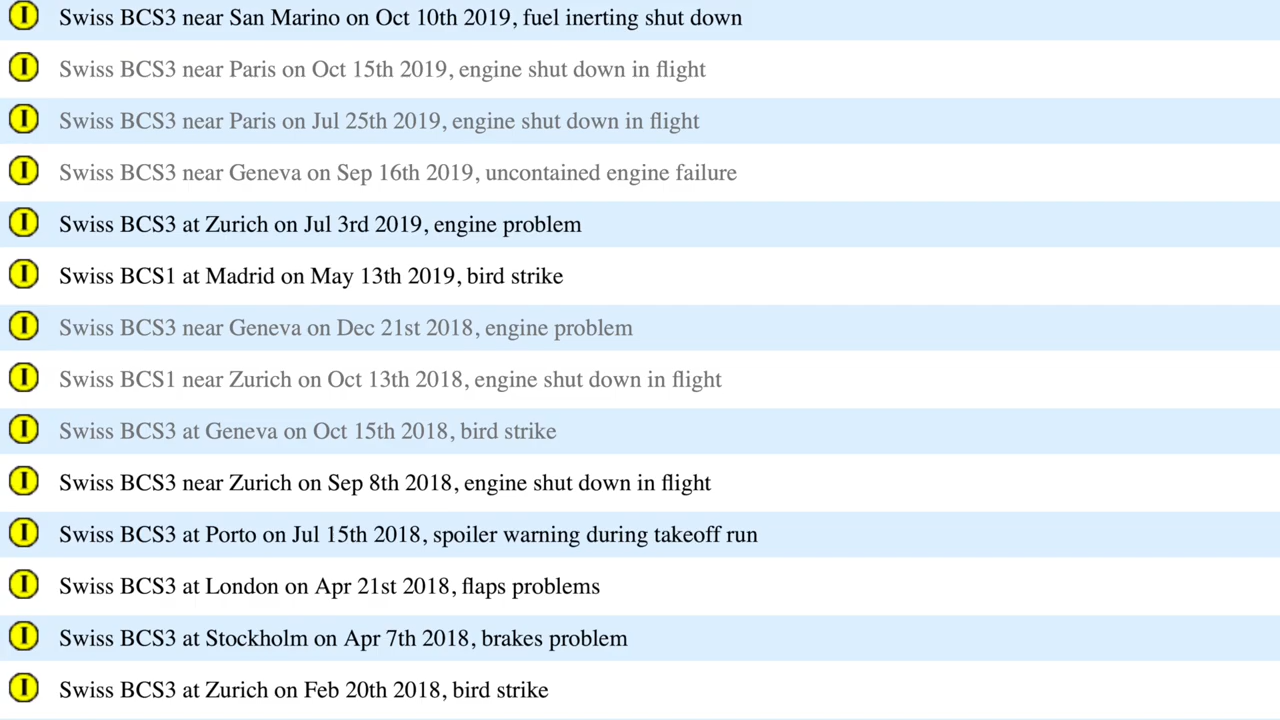 I Swiss BCS3 near San Marino on Oct 10th 2019, fuel inerting shut down
I Swiss BCS3 near Paris on Oct 15th 2019, engine shut down in flight
I Swiss BCS3 near Paris on Jul 25th 2019, engine shut down in flight
I Swiss BCS3 near Geneva on Sep 16th 2019, uncontained engine failure
I Swiss BCS3 at Zurich on Jul 3rd 2019, engine problem
I Swiss BCS1 at Madrid on May 13th 2019, bird strike
I Swiss BCS3 near Geneva on Dec 21st 2018, engine problem
I Swiss BCS1 near Zurich on Oct 13th 2018, engine shut down in flight
I Swiss BCS3 at Geneva on Oct 15th 2018, bird strike
I Swiss BCS3 near Zurich on Sep 8th 2018, engine shut down in flight
I Swiss BCS3 at Porto on Jul 15th 2018, spoiler warning during takeoff run
I Swiss BCS3 at London on Apr 21st 2018, flaps problems
I Swiss BCS3 at Stockholm on Apr 7th 2018, brakes problem
I Swiss BCS3 at Zurich on Feb 20th 2018, bird strike